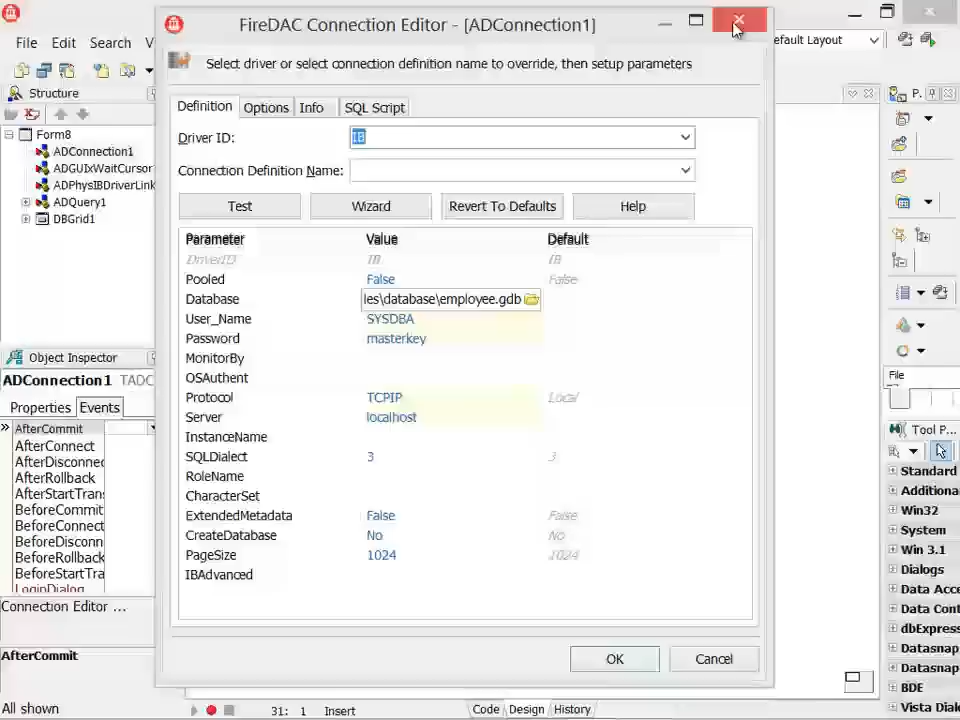 FireDAC Connection Editor - [ADConnection1]
File Edit Search V
efault Layout
Select driver or select connection definition name to override, then setup parameters
Structure
P.
Definition Options Info SQL Script
Form8
ADConnection1
ADGUIxWaitCursor
ADPhysIBDriverLink
ADQuery1
DBGrid1
Driver ID: IB
Connection Definition Name:
Test Wizard Revert To Defaults Help
Parameter Value Default
DriverID IB IB
Pooled False False
Database les\database\employee.gdb
User_Name SYSDBA
Password masterkey
MonitorBy
OSAuthent
Protocol TCPIP Local
Server localhost
InstanceName
SQLDialect 3 3
RoleName
CharacterSet
ExtendedMetadata False False
CreateDatabase No No
PageSize 1024 1024
IBAdvanced
OK Cancel
Object Inspector
ADConnection1 TADC
Properties Events
AfterCommit
AfterConnect
AfterDisconnec
AfterRollback
AfterStartTrans
BeforeCommit
BeforeConnect
BeforeDisconn
BeforeRollback
BeforeStartTra
LoginDialog
Connection Editor ...
AfterCommit
All shown
31: 1 Insert
Code Design History
File
Tool P...
Standard
Additiona
Win32
System
Win 3.1
Dialogs
Data Acce
Data Cont
dbExpress
Datasnap
Datasnap
BDE
Vista Dialo